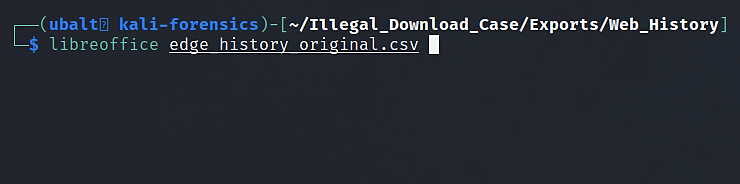 ┌──(ubalt㉿ kali-forensics)-[~/Illegal_Download_Case/Exports/Web_History]
└─$ libreoffice edge_history_original.csv